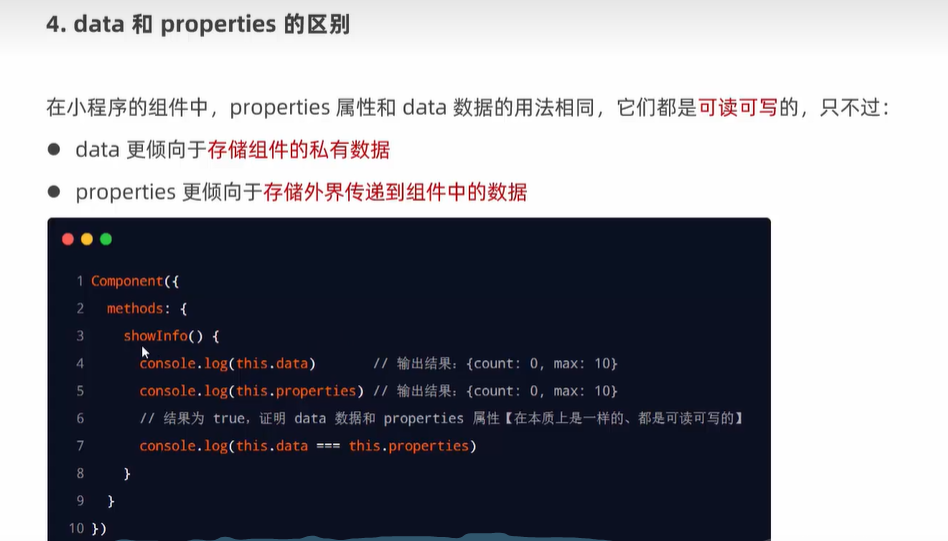 4. data 和 properties 的区别
在小程序的组件中，properties 属性和 data 数据的用法相同，它们都是可读可写的，只不过：
● data 更倾向于存储组件的私有数据
● properties 更倾向于存储外界传递到组件中的数据
1 Component({
2 methods: {
3 showInfo() {
4 console.log(this.data) // 输出结果：{count: 0, max: 10}
5 console.log(this.properties) // 输出结果：{count: 0, max: 10}
6 // 结果为 true，证明 data 数据和 properties 属性【在本质上是一样的、都是可读可写的】
7 console.log(this.data === this.properties)
8 }
9 }
10 })